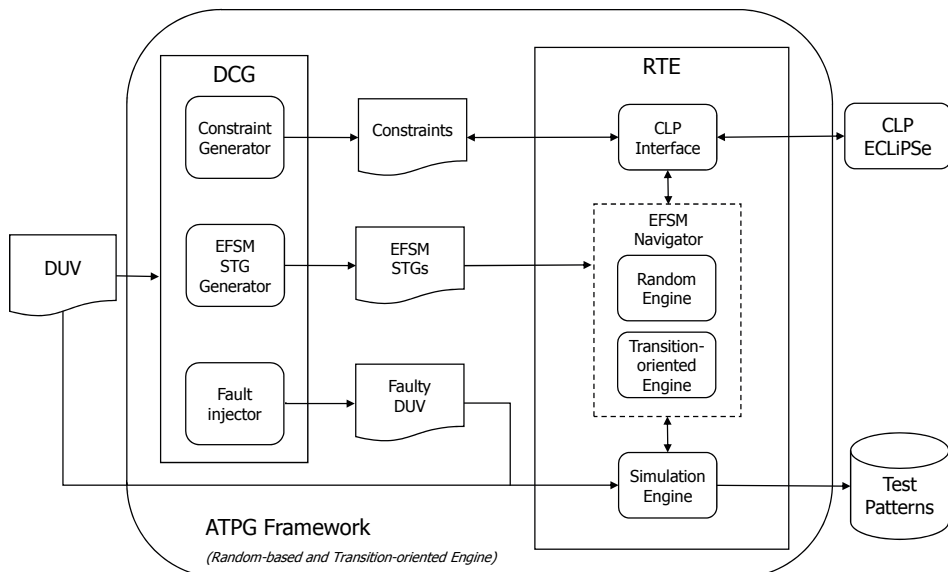 DCG
RTE
Constraint
Generator
Constraints
CLP
Interface
CLP
ECLiPSe
DUV
EFSM
STG
Generator
EFSM
STGs
EFSM
Navigator
Random
Engine
Transition-
oriented
Engine
Fault
injector
Faulty
DUV
Simulation
Engine
Test
Patterns
ATPG Framework
(Random-based and Transition-oriented Engine)